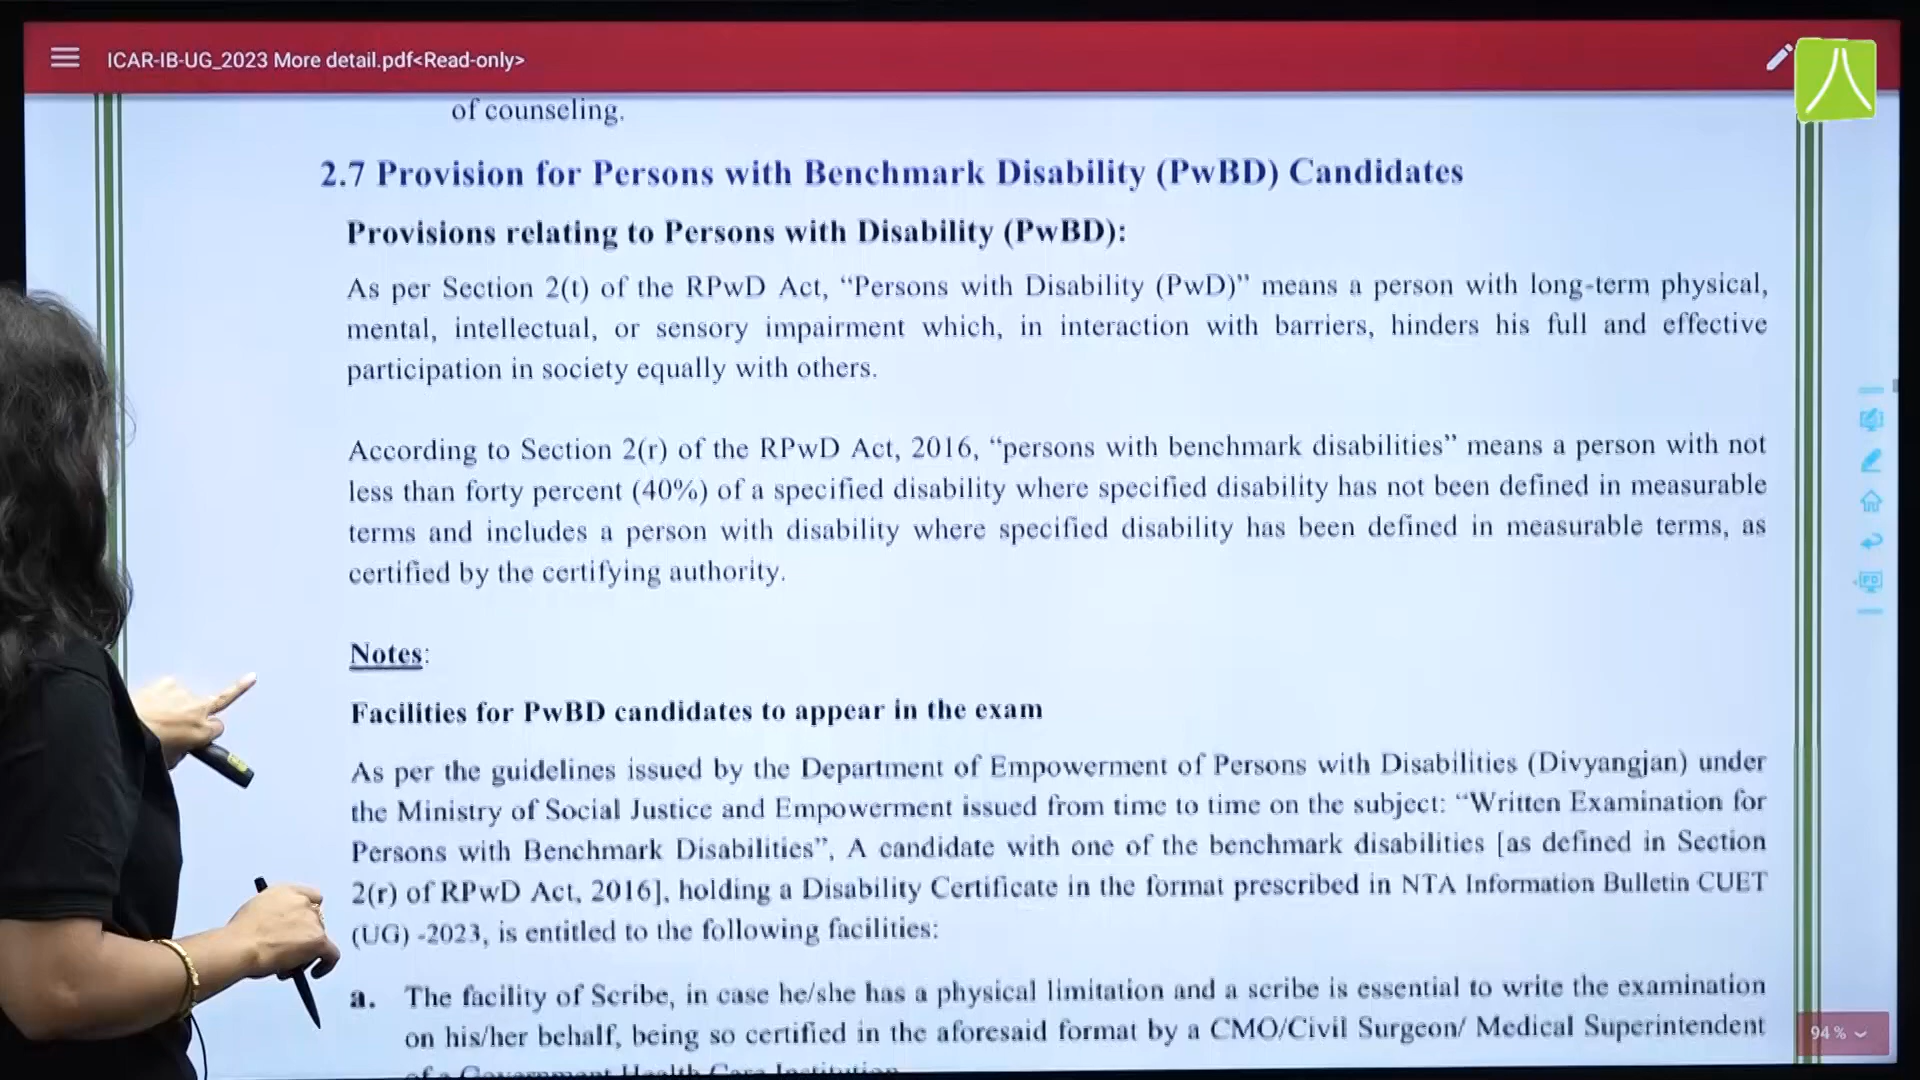 ICAR-IB-UG_2023 More detail.pdf<Read-only>
of counseling.
2.7 Provision for Persons with Benchmark Disability (PwBD) Candidates
Provisions relating to Persons with Disability (PwBD):
As per Section 2(t) of the RPwD Act, “Persons with Disability (PwD)” means a person with long-term physical,
mental, intellectual, or sensory impairment which, in interaction with barriers, hinders his full and effective
participation in society equally with others.
According to Section 2(r) of the RPwD Act, 2016, “persons with benchmark disabilities” means a person with not
less than forty percent (40%) of a specified disability where specified disability has not been defined in measurable
terms and includes a person with disability where specified disability has been defined in measurable terms, as
certified by the certifying authority.
Notes:
Facilities for PwBD candidates to appear in the exam
As per the guidelines issued by the Department of Empowerment of Persons with Disabilities (Divyangjan) under
the Ministry of Social Justice and Empowerment issued from time to time on the subject: “Written Examination for
Persons with Benchmark Disabilities”, A candidate with one of the benchmark disabilities [as defined in Section
2(r) of RPwD Act, 2016], holding a Disability Certificate in the format prescribed in NTA Information Bulletin CUET
(UG) -2023, is entitled to the following facilities:
a. The facility of Scribe, in case he/she has a physical limitation and a scribe is essential to write the examination
on his/her behalf, being so certified in the aforesaid format by a CMO/Civil Surgeon/ Medical Superintendent
of a Government Health Care Institution
94 %